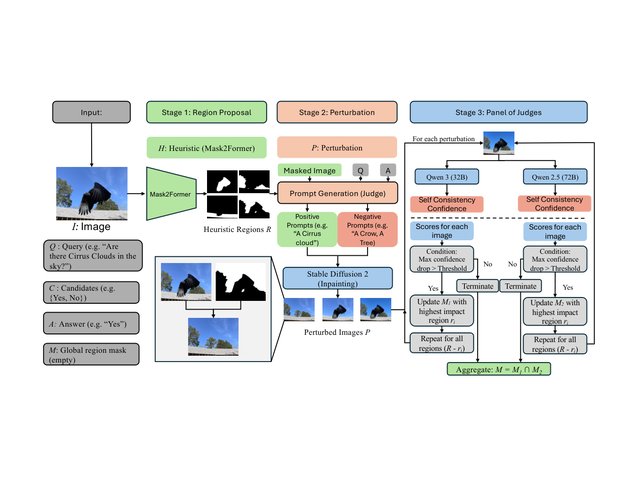 Input:
Stage 1: Region Proposal
Stage 2: Perturbation
Stage 3: Panel of Judges
H: Heuristic (Mask2Former)
P: Perturbation
For each perturbation
Masked Image
Q
A
Mask2Former
Prompt Generation (Judge)
Qwen 3 (32B)
Qwen 2.5 (72B)
Self Consistency
Confidence
Self Consistency
Confidence
I: Image
Heuristic Regions R
Positive
Prompts (e.g.
"A Cirrus
cloud")
Negative
Prompts (e.g.
"A Crow, A
Tree)
Scores for each
image
Scores for each
image
Q : Query (e.g. "Are
there Cirrus Clouds in the
sky?")
Condition:
Max confidence
drop > Threshold
No
No
Condition:
Max confidence
drop > Threshold
Stable Diffusion 2
(Inpainting)
Yes
Terminate
Terminate
Yes
C : Candidates (e.g.
{Yes, No})
Update M1 with
highest impact
region ri
Update M2 with
highest impact
region ri
A: Answer (e.g. "Yes")
Perturbed Images P
Repeat for all
regions (R - ri)
Repeat for all
regions (R - ri)
M: Global region mask
(empty)
Aggregate: M = M1 ∩ M2